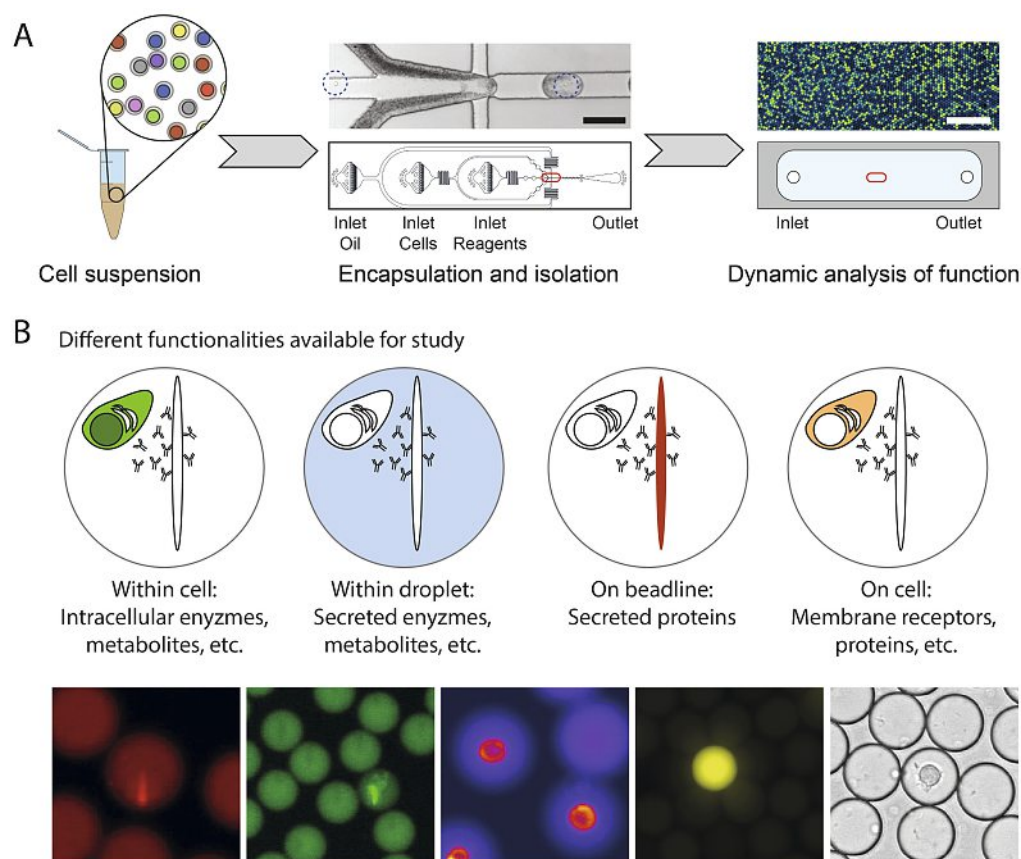 A
Inlet
Oil
Inlet
Cells
Inlet
Reagents
Outlet
Inlet
Outlet
Cell suspension
Encapsulation and isolation
Dynamic analysis of function
B
Different functionalities available for study
Within cell:
Intracellular enyzmes,
metabolites, etc.
Within droplet:
Secreted enzymes,
metabolites, etc.
On beadline:
Secreted proteins
On cell:
Membrane receptors,
proteins, etc.